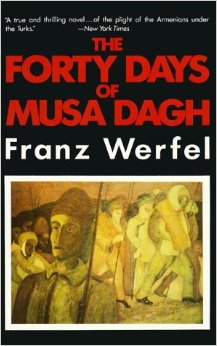 "A true and thrilling novel...of the plight of the Armenians under
the Turks." —New York Times
THE
FORTY DAYS
OF
MUSA DAGH
Franz Werfel